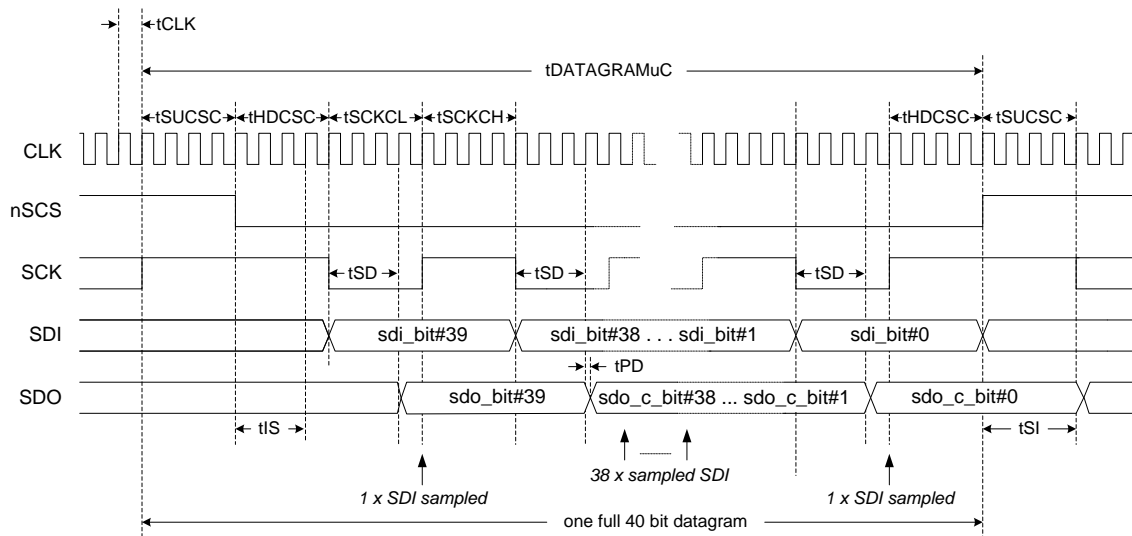 tCLK
tDATAGRAMuC
tSUCSC tHDCSC tSCKCL tSCKCH tHDCSC tSUCSC
CLK
nSCS
SCK tSD tSD tSD
SDI sdi_bit#39 sdi_bit#38 . . . sdi_bit#1 sdi_bit#0
tPD
SDO sdo_bit#39 sdo_c_bit#38 ... sdo_c_bit#1 sdo_c_bit#0
tIS tSI
38 x sampled SDI
1 x SDI sampled 1 x SDI sampled
one full 40 bit datagram